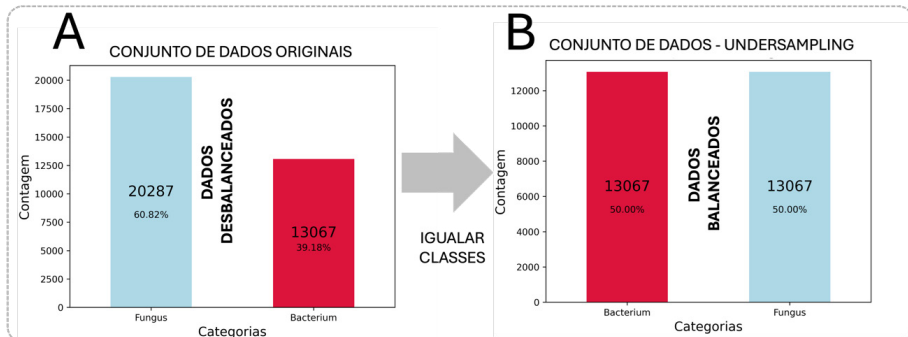 A
CONJUNTO DE DADOS ORIGINAIS
20000
17500
15000
12500
10000
7500
5000
2500
0
Contagem
20287
60.82%
DADOS
DESBALANCEADOS
13067
39.18%
Fungus
Bacterium
Categorias
IGUALAR
CLASSES
B
CONJUNTO DE DADOS - UNDERSAMPLING
12000
10000
8000
6000
4000
2000
0
Contagem
13067
50.00%
DADOS
BALANCEADOS
13067
50.00%
Bacterium
Fungus
Categorias